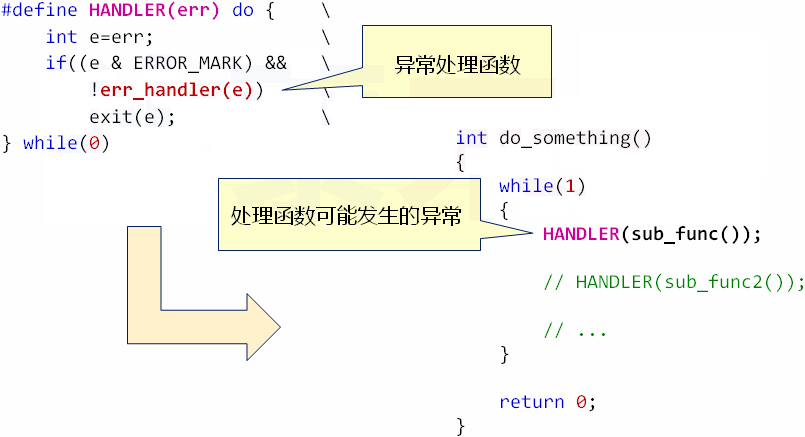 #define HANDLER(err) do { \
int e=err; \
if((e & ERROR_MARK) && \
!err_handler(e)) \
exit(e); \
} while(0)
异常处理函数
处理函数可能发生的异常
int do_something()
{
while(1)
{
HANDLER(sub_func());
// HANDLER(sub_func2());
// ...
}
return 0;
}